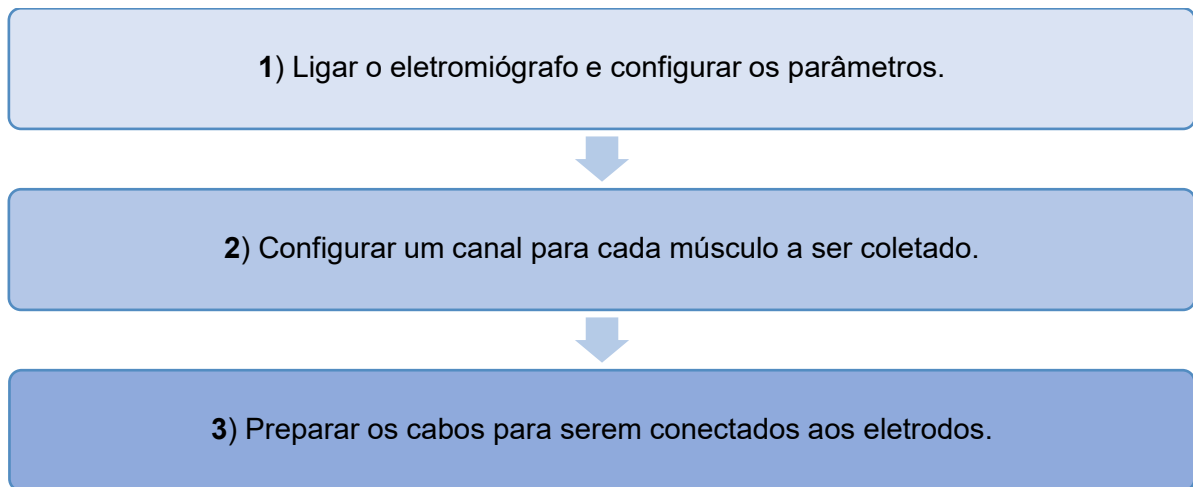 1) Ligar o eletromiógrafo e configurar os parâmetros.
2) Configurar um canal para cada músculo a ser coletado.
3) Preparar os cabos para serem conectados aos eletrodos.